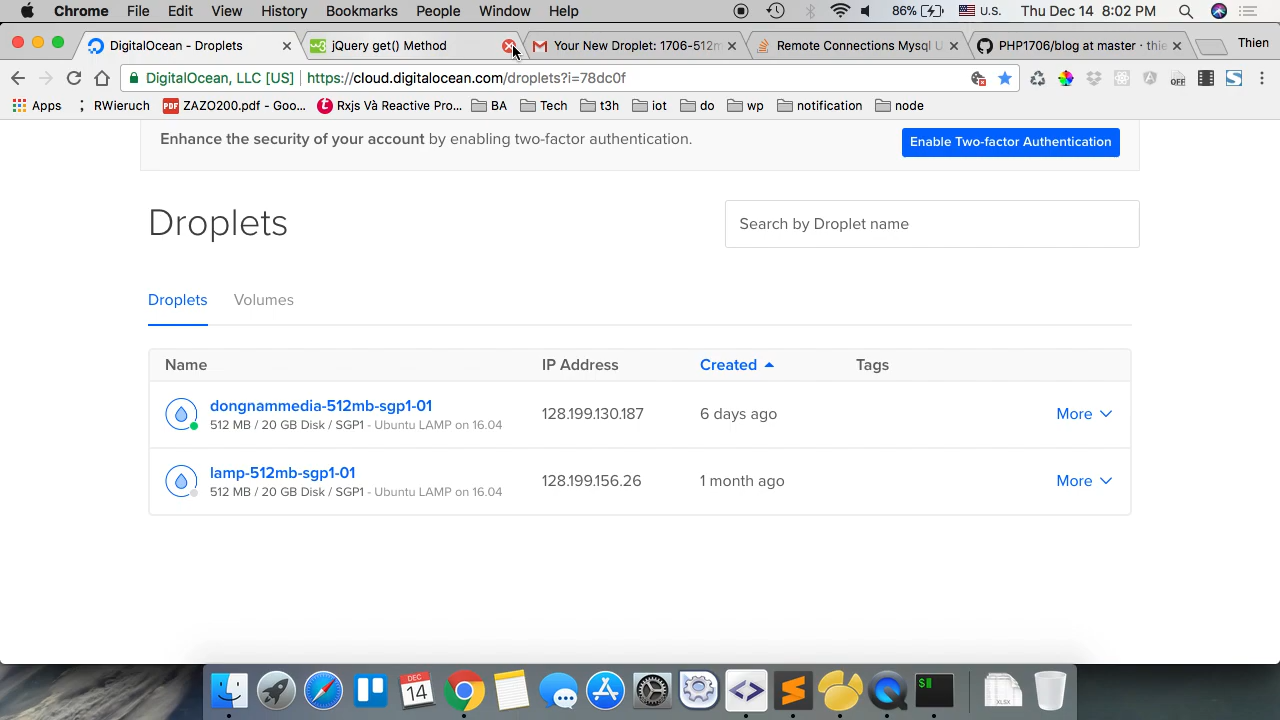 Chrome File Edit View History Bookmarks People Window Help 86% U.S. Thu Dec 14 8:02 PM
DigitalOcean - Droplets jQuery get() Method Your New Droplet: 1706-512m Remote Connections Mysql U PHP1706/blog at master · thie Thien
DigitalOcean, LLC [US] https://cloud.digitalocean.com/droplets?i=78dc0f OFF
Apps RWieruch ZAZO200.pdf - Goo... Rxjs Và Reactive Pro... BA Tech t3h iot do wp notification node
Enhance the security of your account by enabling two-factor authentication. Enable Two-factor Authentication
Droplets Search by Droplet name
Droplets Volumes
Name IP Address Created Tags
dongnammedia-512mb-sgp1-01 128.199.130.187 6 days ago More
512 MB / 20 GB Disk / SGP1 - Ubuntu LAMP on 16.04
lamp-512mb-sgp1-01 128.199.156.26 1 month ago More
512 MB / 20 GB Disk / SGP1 - Ubuntu LAMP on 16.04
DEC
14
$
XLSX